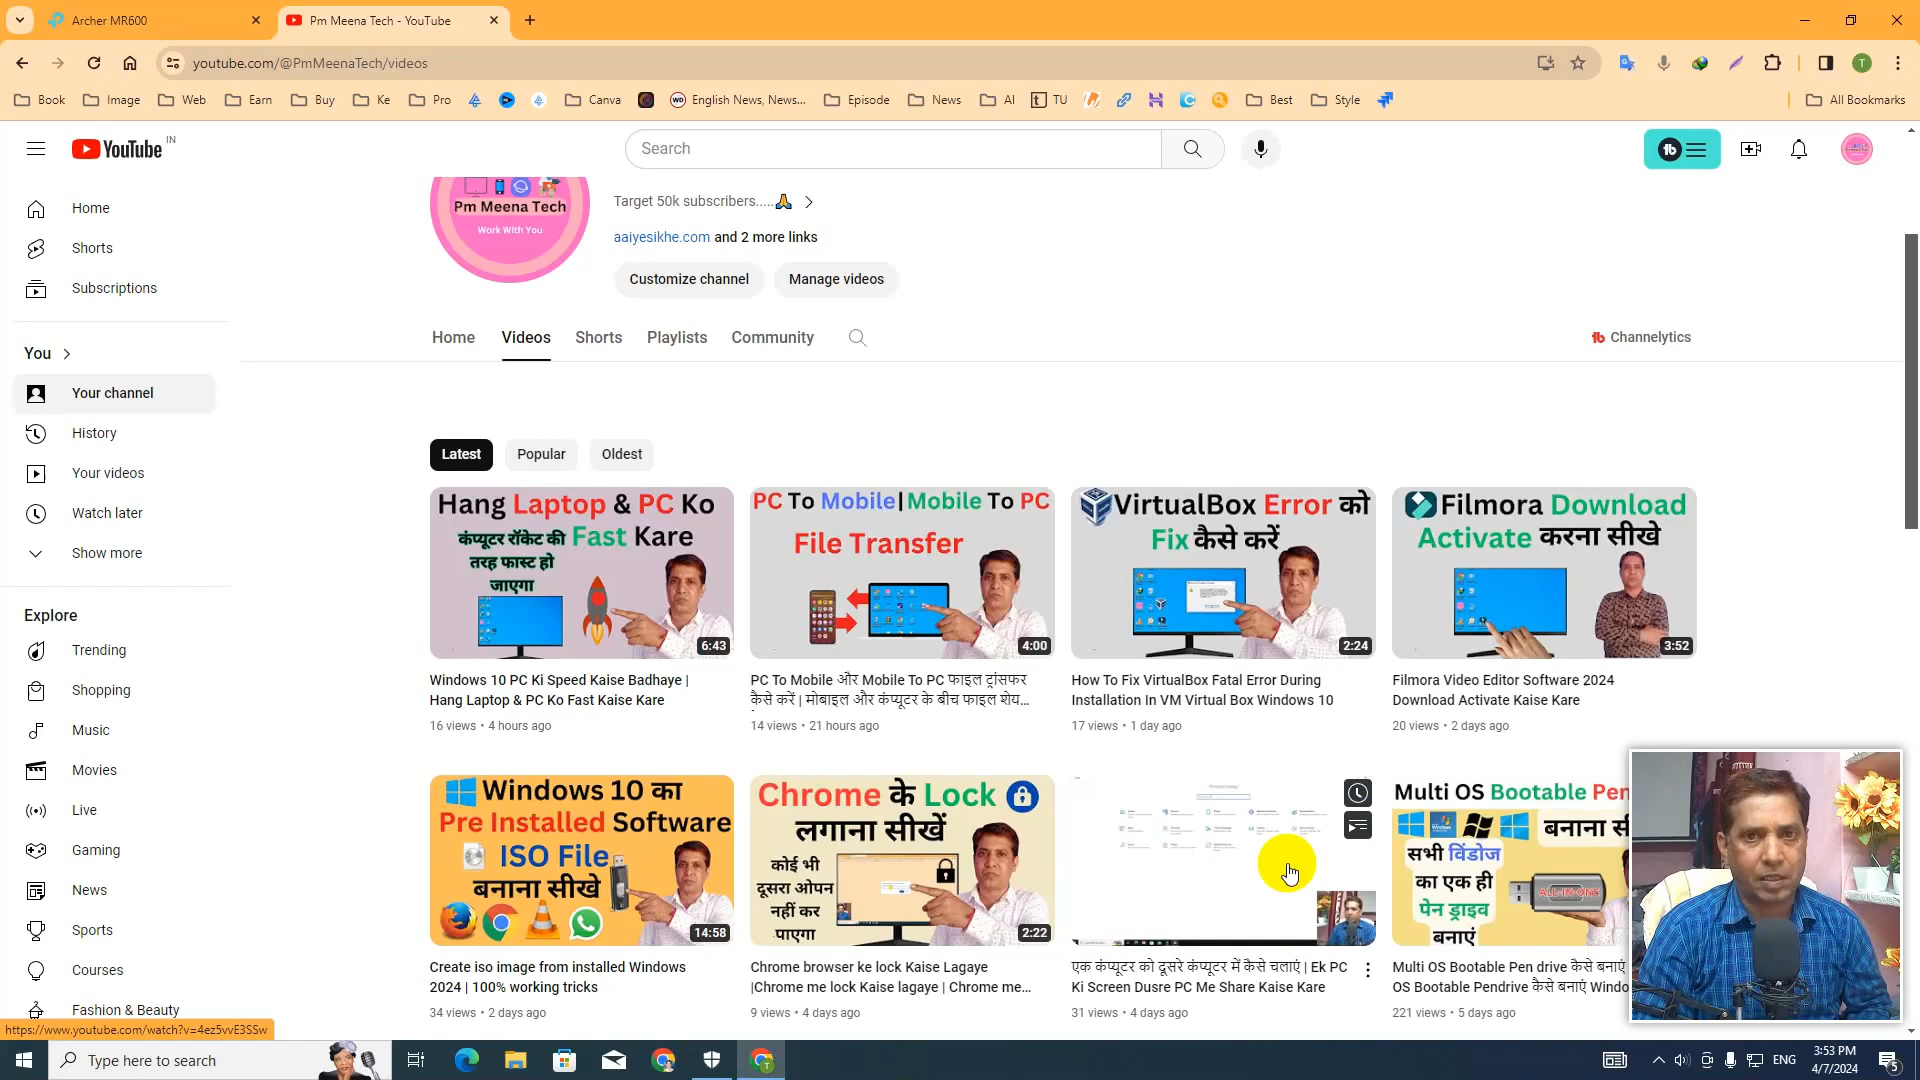 Archer MR600
Pm Meena Tech - YouTube
youtube.com/@PmMeenaTech/videos
Book
Image
Web
Earn
Buy
Ke
Pro
Canva
English News, News...
Episode
News
AI
TU
Best
Style
All Bookmarks
YouTube IN
Search
Home
Shorts
Subscriptions
You
Your channel
History
Your videos
Watch later
Show more
Explore
Trending
Shopping
Music
Movies
Live
Gaming
News
Sports
Courses
Fashion & Beauty
https://www.youtube.com/watch?v=4ez5vvE3SSw
Pm Meena Tech
Work With You
Target 50k subscribers.....🙏
aaiyesikhe.com and 2 more links
Customize channel
Manage videos
Home
Videos
Shorts
Playlists
Community
Channelytics
Latest
Popular
Oldest
Hang Laptop & PC Ko
कंप्यूटर रॉकेट की Fast Kare
तरह फास्ट हो
जाएगा
6:43
Windows 10 PC Ki Speed Kaise Badhaye |
Hang Laptop & PC Ko Fast Kaise Kare
16 views • 4 hours ago
PC To Mobile|Mobile To PC
File Transfer
4:00
PC To Mobile और Mobile To PC फाइल ट्रांसफर
कैसे करें | मोबाइल और कंप्यूटर के बीच फाइल शेय...
14 views • 21 hours ago
VirtualBox Error को
Fix कैसे करें
2:24
How To Fix VirtualBox Fatal Error During
Installation In VM Virtual Box Windows 10
17 views • 1 day ago
Filmora Download
Activate करना सीखे
3:52
Filmora Video Editor Software 2024
Download Activate Kaise Kare
20 views • 2 days ago
Windows 10 का
Pre Installed Software
ISO File
बनाना सीखे
14:58
Create iso image from installed Windows
2024 | 100% working tricks
34 views • 2 days ago
Chrome के Lock
लगाना सीखें
कोई भी
दूसरा ओपन
नहीं कर
पाएगा
2:22
Chrome browser ke lock Kaise Lagaye
|Chrome me lock Kaise lagaye | Chrome me...
9 views • 4 days ago
एक कंप्यूटर को दूसरे कंप्यूटर में कैसे चलाएं | Ek PC
Ki Screen Dusre PC Me Share Kaise Kare
31 views • 4 days ago
Multi OS Bootable Pen
बनाना सी
सभी विंडोज
का एक ही
पेन ड्राइव
बनाएं
ALL-IN-ONE
Multi OS Bootable Pen drive कैसे बनाएं
OS Bootable Pendrive कैसे बनाएं Windo
221 views • 5 days ago
Type here to search
ENG
3:53 PM
4/7/2024
5